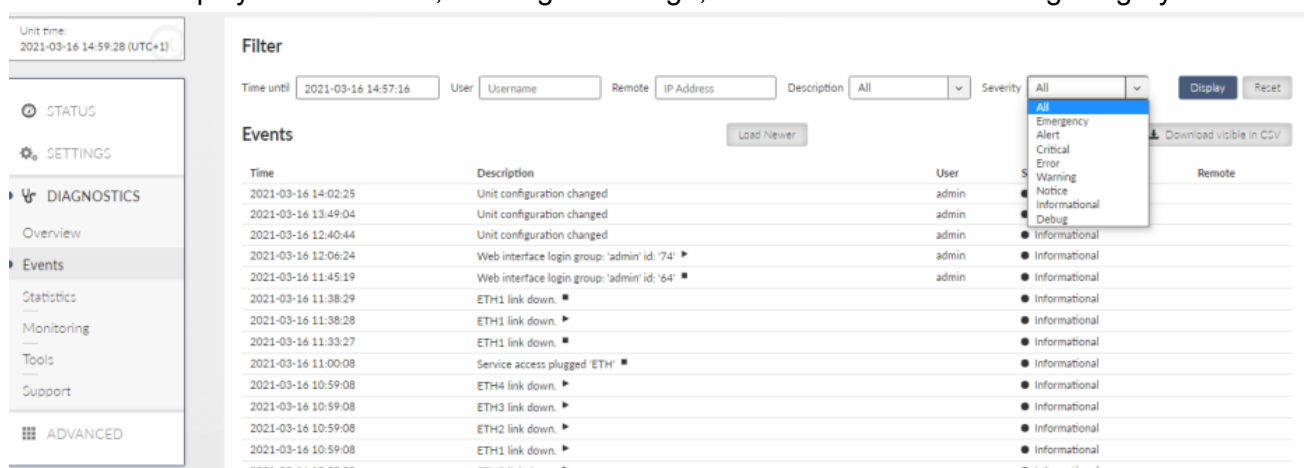 Unit time:
2021-03-16 14:59:28 (UTC+1)
STATUS
SETTINGS
DIAGNOSTICS
Overview
Events
Statistics
Monitoring
Tools
Support
ADVANCED
Filter
Time until 2021-03-16 14:57:16 User Username Remote IP Address Description All Severity All Display Reset
All
Emergency
Alert
Critical
Error
Warning
Notice
Informational
Debug
Events Load Newer Download visible in CSV
Time Description User S Remote
2021-03-16 14:02:25 Unit configuration changed admin
2021-03-16 13:49:04 Unit configuration changed admin
2021-03-16 12:40:44 Unit configuration changed admin Informational
2021-03-16 12:06:24 Web interface login group: 'admin' id: '74' admin Informational
2021-03-16 11:45:19 Web interface login group: 'admin' id: '64' admin Informational
2021-03-16 11:38:29 ETH1 link down. Informational
2021-03-16 11:38:28 ETH1 link down. Informational
2021-03-16 11:33:27 ETH1 link down. Informational
2021-03-16 11:00:08 Service access plugged 'ETH' Informational
2021-03-16 10:59:08 ETH4 link down. Informational
2021-03-16 10:59:08 ETH3 link down. Informational
2021-03-16 10:59:08 ETH2 link down. Informational
2021-03-16 10:59:08 ETH1 link down. Informational